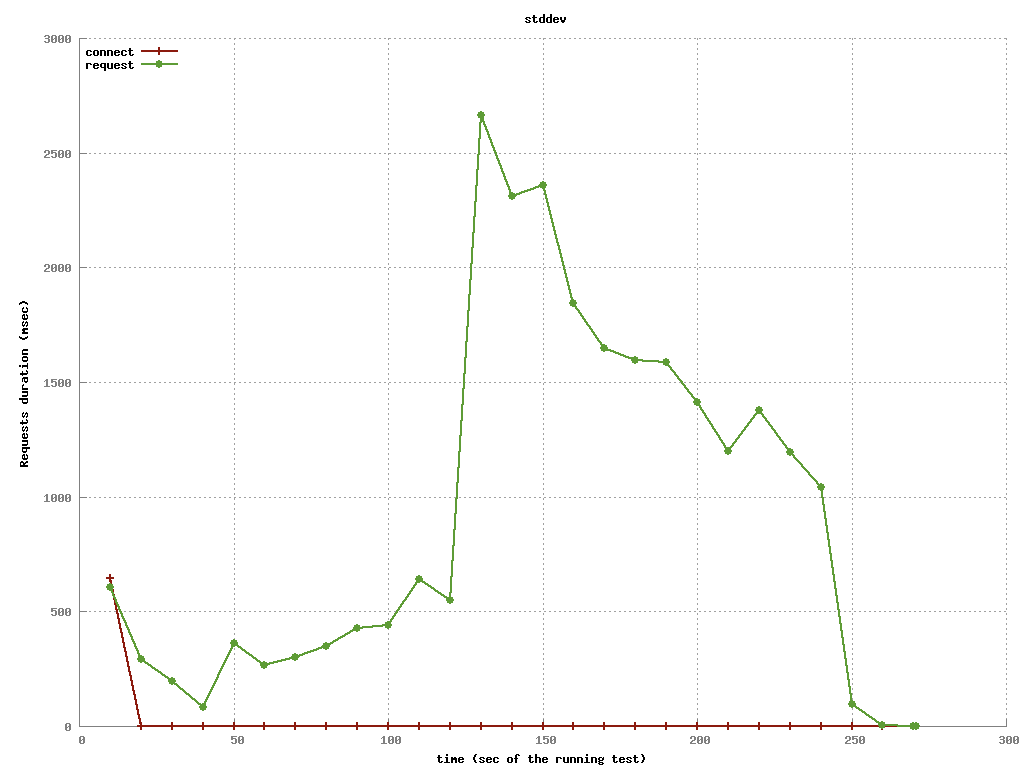 stddev
3000
connect
request
2500
2000
Requests duration (msec)
1500
1000
500
0
0 50 100 150 200 250 300
time (sec of the running test)